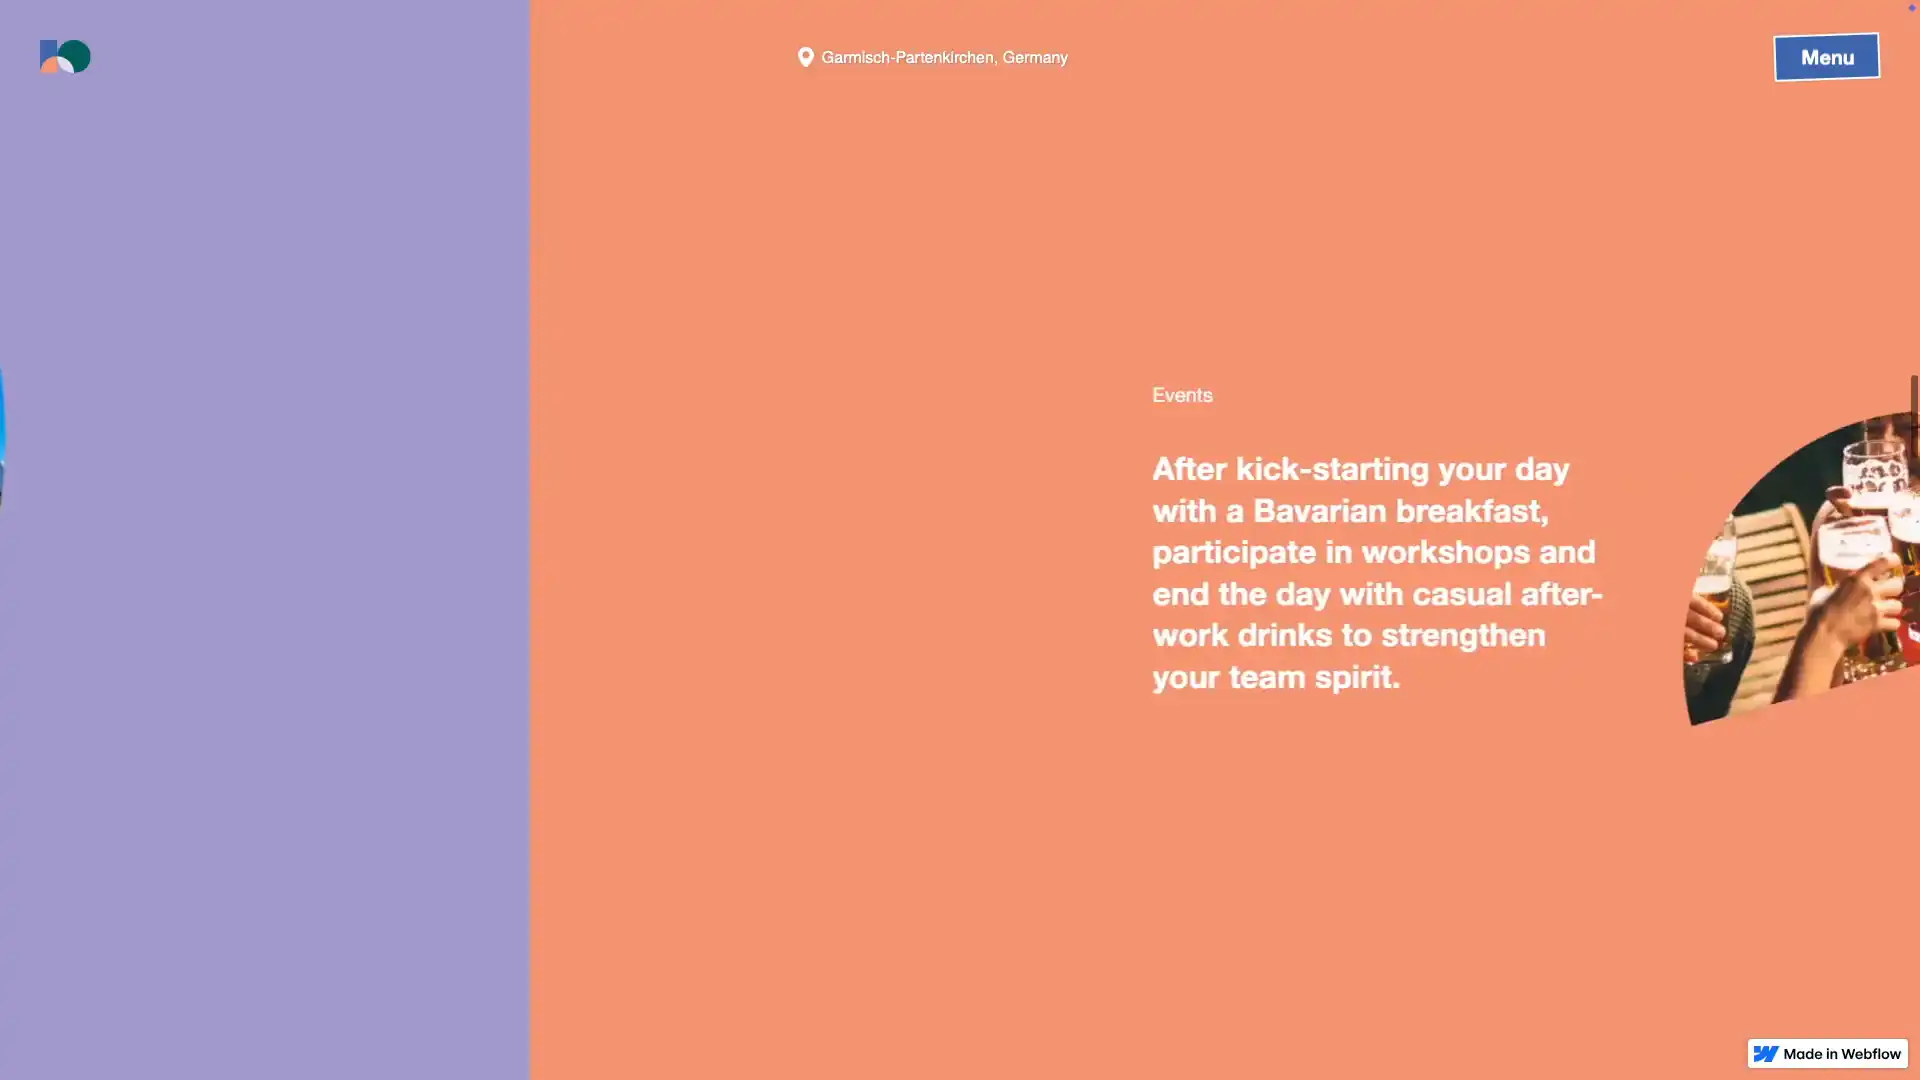 Garmisch-Partenkirchen, Germany
Menu
Events
After kick-starting your day
with a Bavarian breakfast,
participate in workshops and
end the day with casual after-
work drinks to strengthen
your team spirit.
Made in Webflow